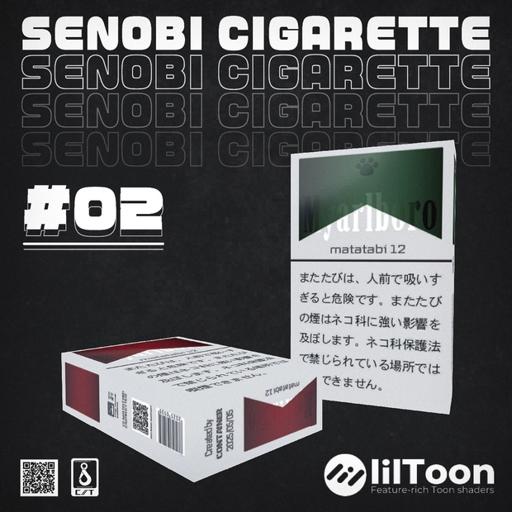 SENOBI CIGARETTE
SENOBI CIGARETTE
SENOBI CIGARETTE
SENOBI CIGARETTE
#02
Myarlboro
matatabi 12
またたびは、人前で吸いす
ぎると危険です。またたび
の煙はネコ科に強い影響を
及ぼします。ネコ科保護法
で禁じられている場所では
できません。
matatabi 12
Created by
CONTAINER
2025/05/05
CST
lilToon
Feature-rich Toon shaders